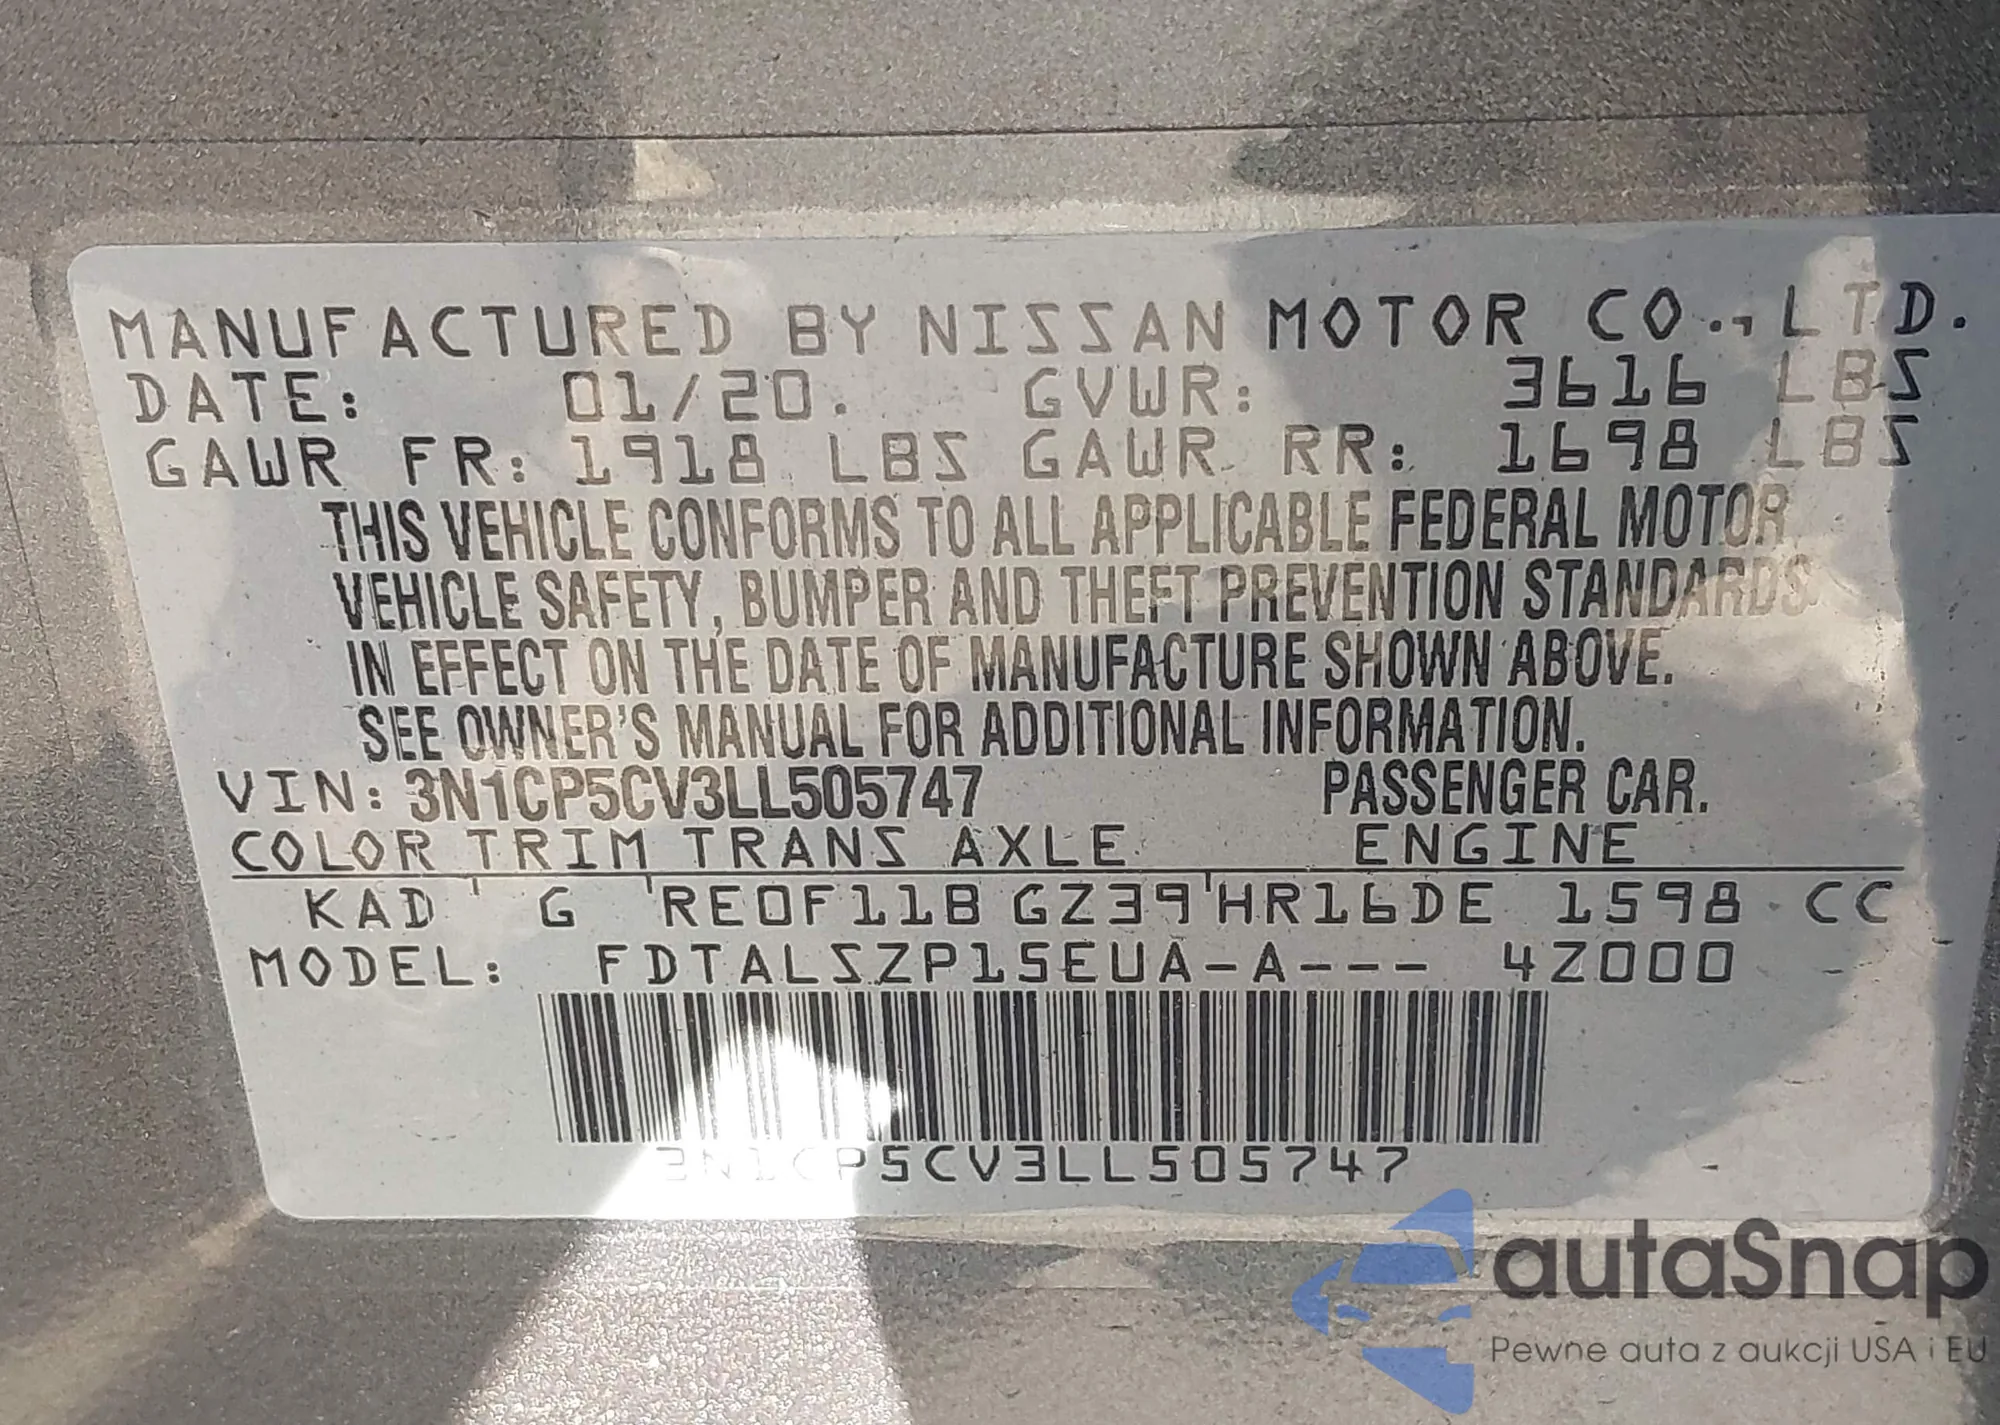 MANUFACTURED BY NISSAN MOTOR CO., LTD.
DATE: 01/20. GVWR: 3616 LBS
GAWR FR: 1918 LBS GAWR RR: 1698 LBS
THIS VEHICLE CONFORMS TO ALL APPLICABLE FEDERAL MOTOR
VEHICLE SAFETY, BUMPER AND THEFT PREVENTION STANDARDS
IN EFFECT ON THE DATE OF MANUFACTURE SHOWN ABOVE.
SEE OWNER'S MANUAL FOR ADDITIONAL INFORMATION.
VIN: 3N1CP5CV3LL505747 PASSENGER CAR.
COLOR TRIM TRANS AXLE ENGINE
KAD G RE0F11B GZ39 HR16DE 1598 CC
MODEL: FDTALSZP15EUA-A--- 4Z000
3N1CP5CV3LL505747
autaSnap
Pewne auta z aukcji USA i EU